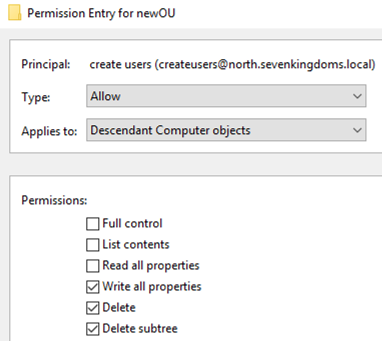 Permission Entry for newOU
Principal: create users (createusers@north.sevenkingdoms.local)
Type: Allow
Applies to: Descendant Computer objects
Permissions:
Full control
List contents
Read all properties
Write all properties
Delete
Delete subtree